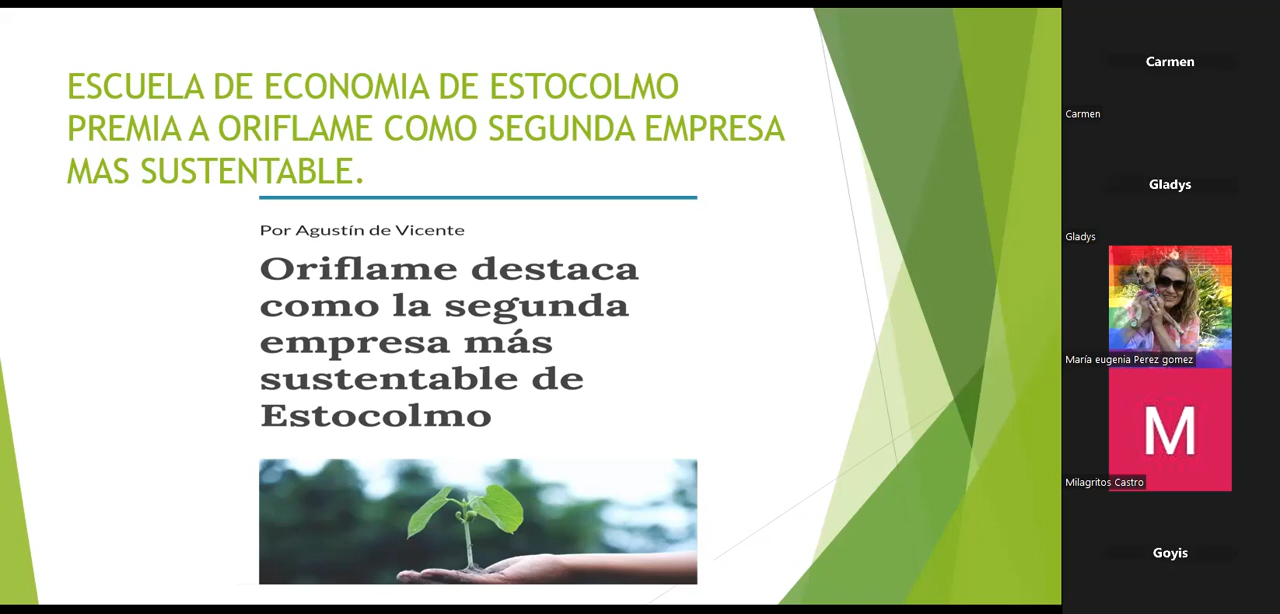 ESCUELA DE ECONOMIA DE ESTOCOLMO
PREMIA A ORIFLAME COMO SEGUNDA EMPRESA
MAS SUSTENTABLE.
Por Agustín de Vicente
Oriflame destaca
como la segunda
empresa más
sustentable de
Estocolmo
Carmen
Carmen
Gladys
Gladys
María eugenia Perez gomez
M
Milagritos Castro
Goyis